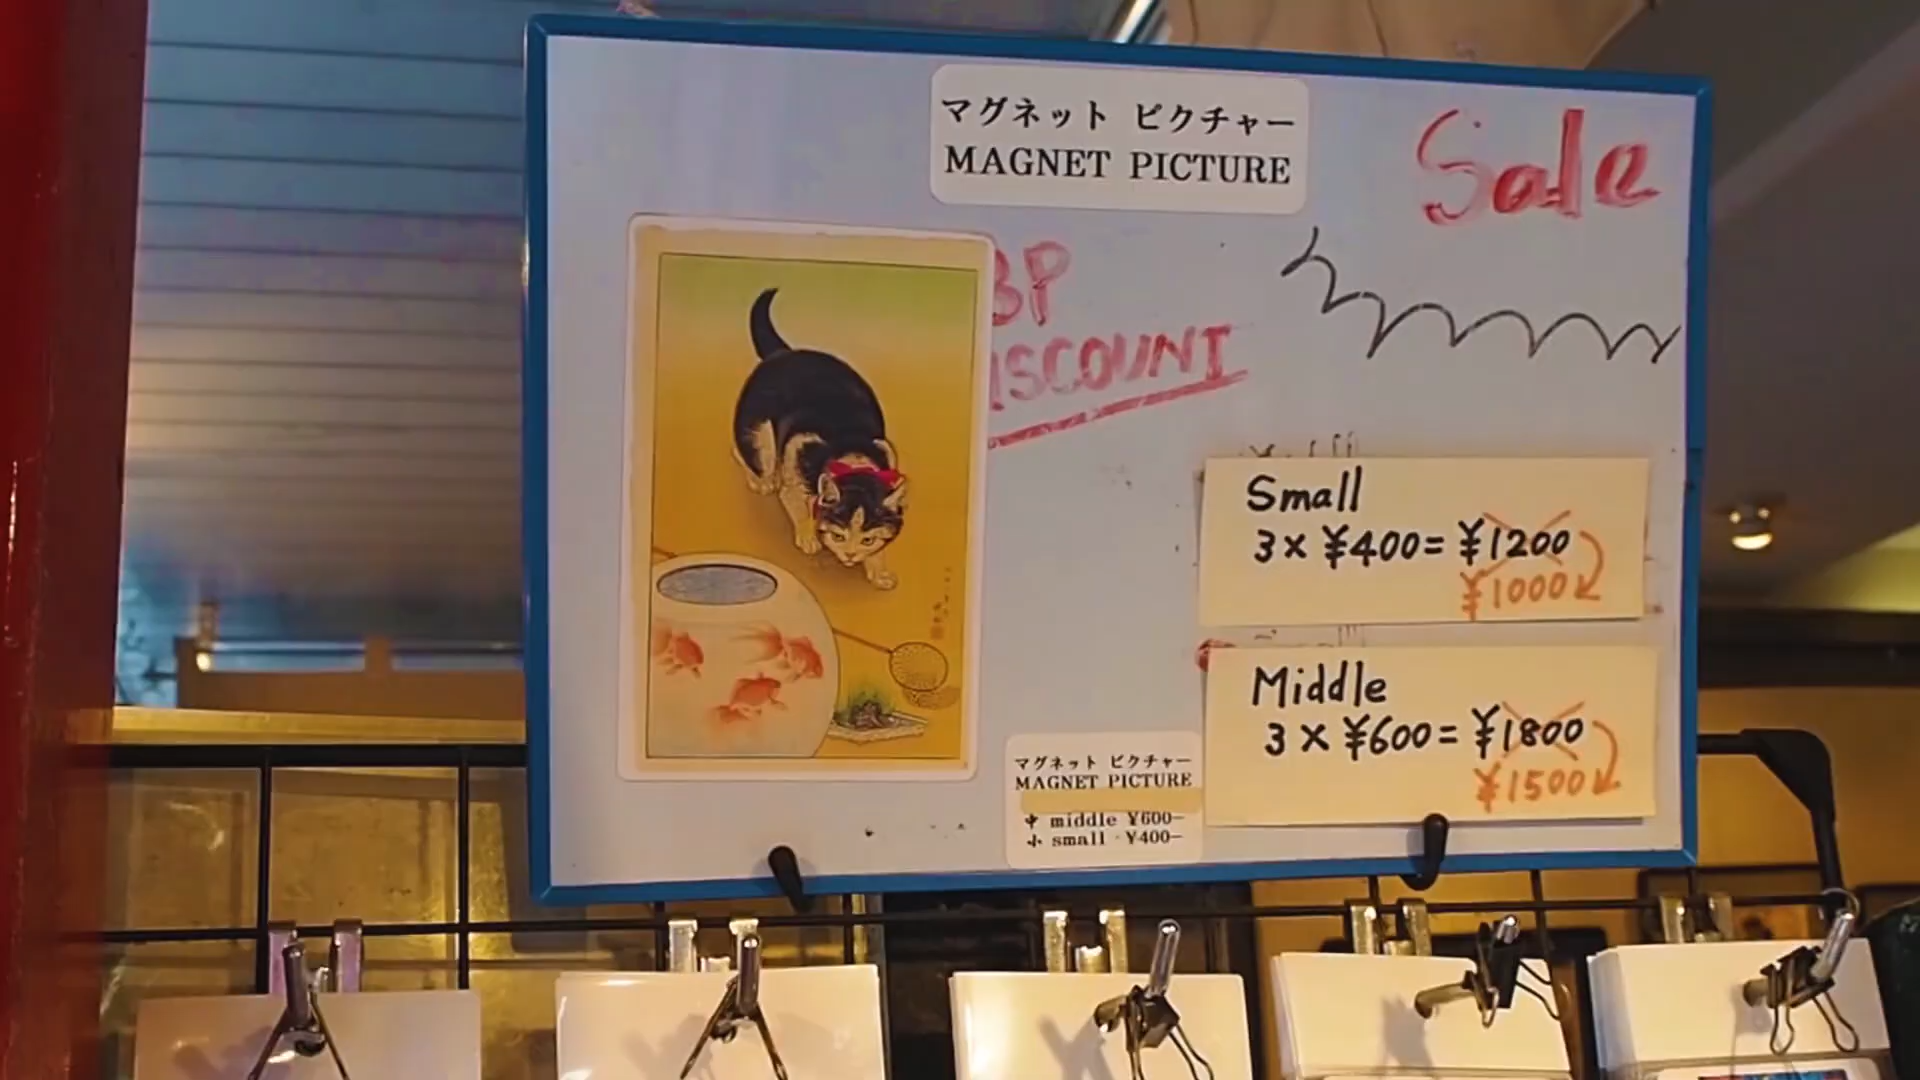 マグネット ピクチャー
MAGNET PICTURE
Sale
3P
ISCOUNT
Small
3 x ¥400= ¥1200
¥1000
Middle
3 x ¥600= ¥1800
¥1500
マグネット ピクチャー
MAGNET PICTURE
中 middle ¥600-
小 small ¥400-